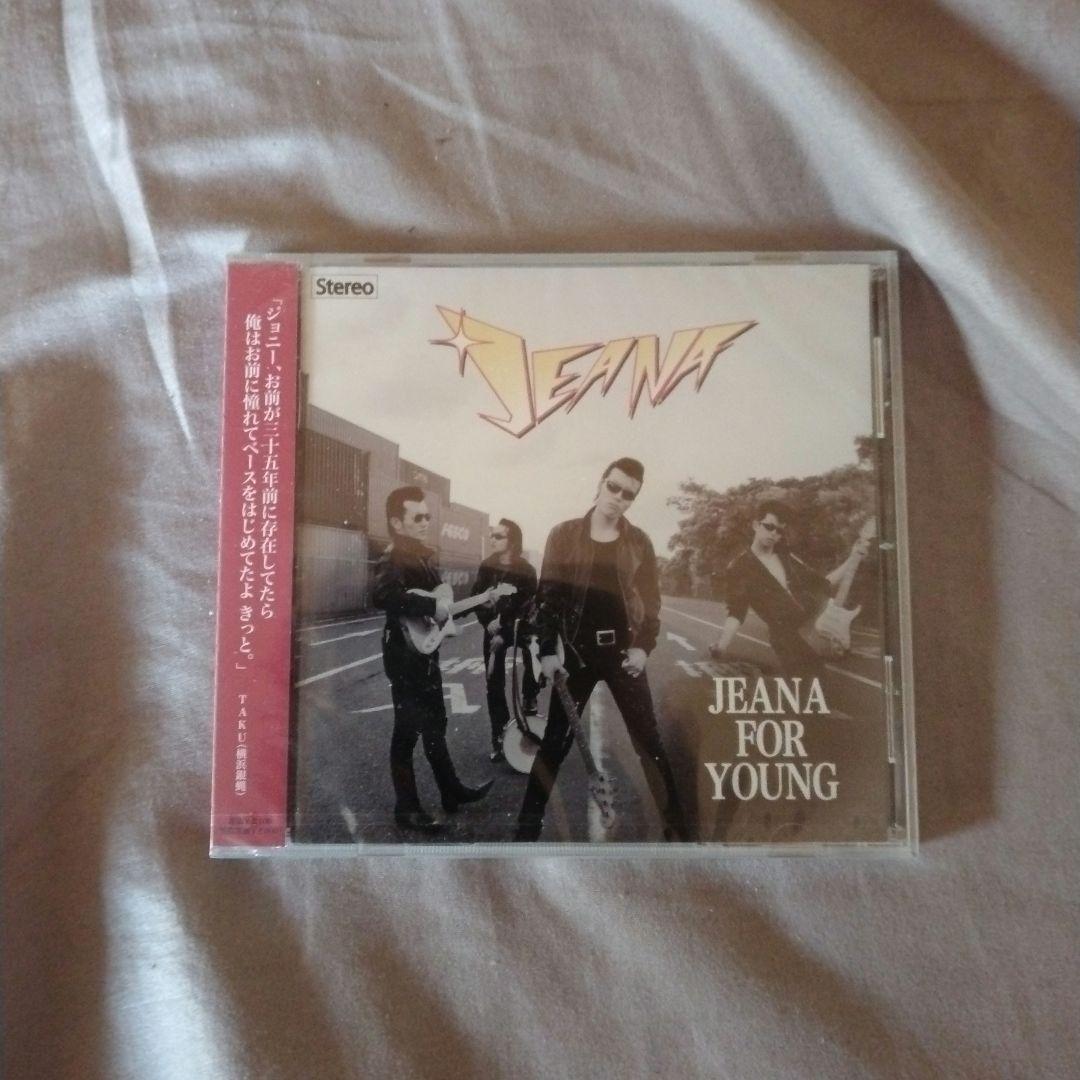 「ジョニー、お前が三十五年前に存在してたら
俺はお前に憧れてベースをはじめてたよ きっと。」
TAKU(横浜銀蝿)
Stereo
JEANA
JEANA
FOR
YOUNG